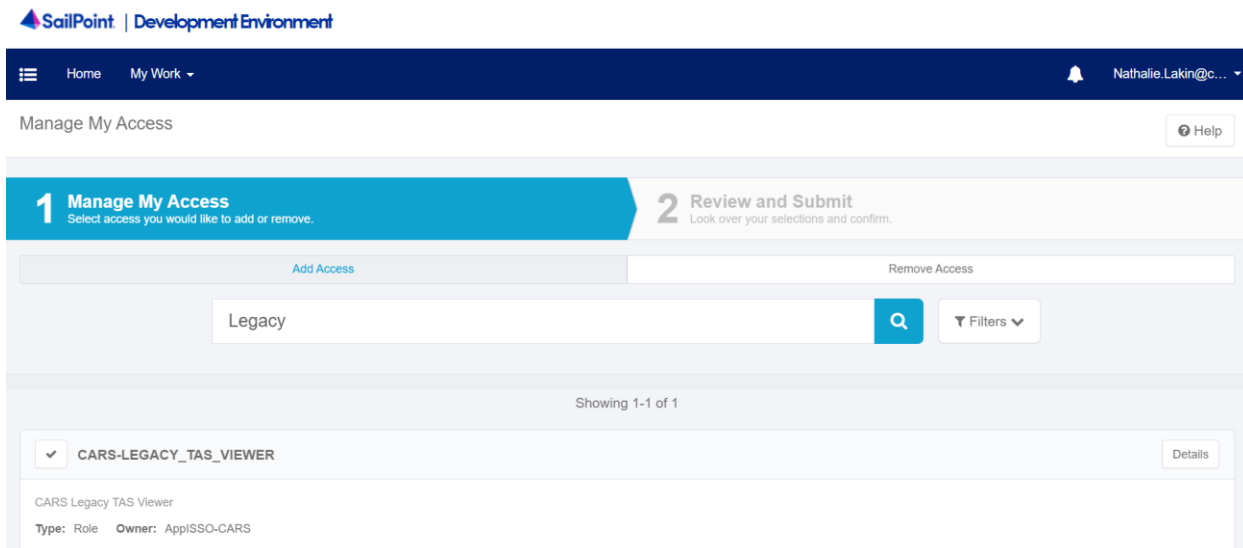 SailPoint. | Development Environment
Home My Work Nathalie.Lakin@c...
Manage My Access
Help
1 Manage My Access
Select access you would like to add or remove.
2 Review and Submit
Look over your selections and confirm.
Add Access Remove Access
Legacy Filters
Showing 1-1 of 1
CARS-LEGACY_TAS_VIEWER Details
CARS Legacy TAS Viewer
Type: Role Owner: AppISSO-CARS